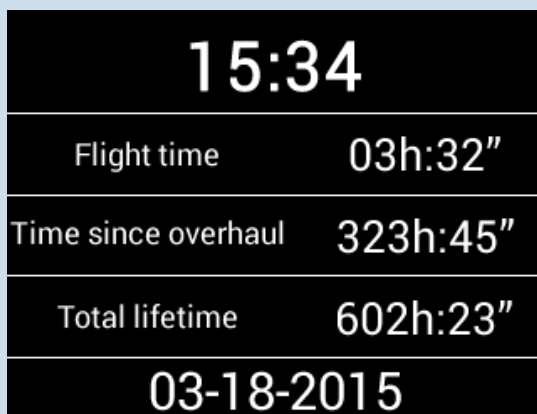 15:34
Flight time 03h:32”
Time since overhaul 323h:45”
Total lifetime 602h:23”
03-18-2015